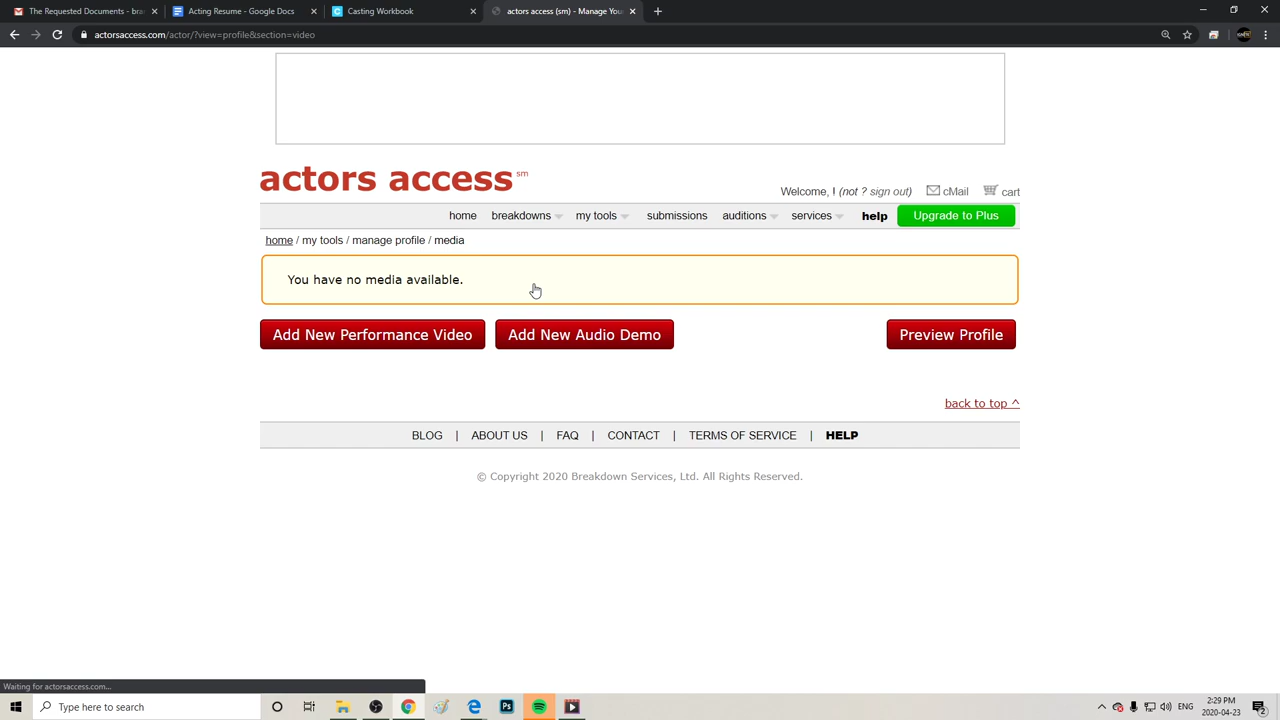 The Requested Documents - bra
Acting Resume - Google Docs
Casting Workbook
actors access (sm) - Manage You
actorsaccess.com/actor/?view=profile&section=video
actors access sm
Welcome, ! (not ? sign out)
cMail
cart
home
breakdowns
my tools
submissions
auditions
services
help
Upgrade to Plus
home / my tools / manage profile / media
You have no media available.
Add New Performance Video
Add New Audio Demo
Preview Profile
back to top ^
BLOG | ABOUT US | FAQ | CONTACT | TERMS OF SERVICE | HELP
© Copyright 2020 Breakdown Services, Ltd. All Rights Reserved.
Waiting for actorsaccess.com...
Type here to search
Ps
ENG
2:29 PM
2020-04-23